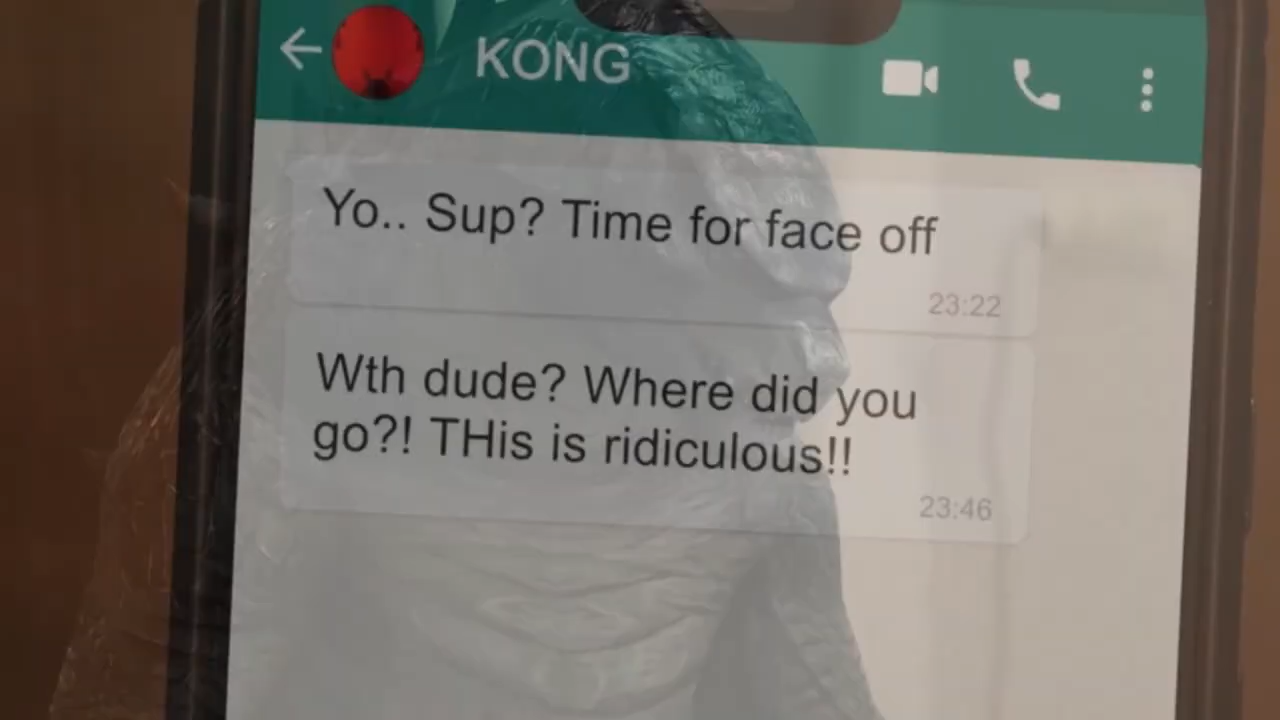 KONG
Yo.. Sup? Time for face off
23:22
Wth dude? Where did you
go?! THis is ridiculous!!
23:46